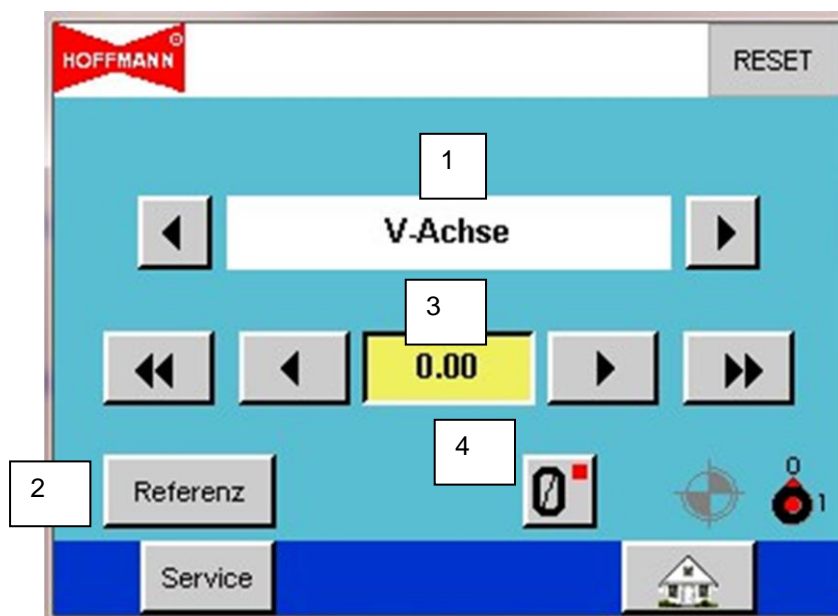 HOFFMANN
RESET
1
V-Achse
3
0.00
4
2
Referenz
0
0
1
Service